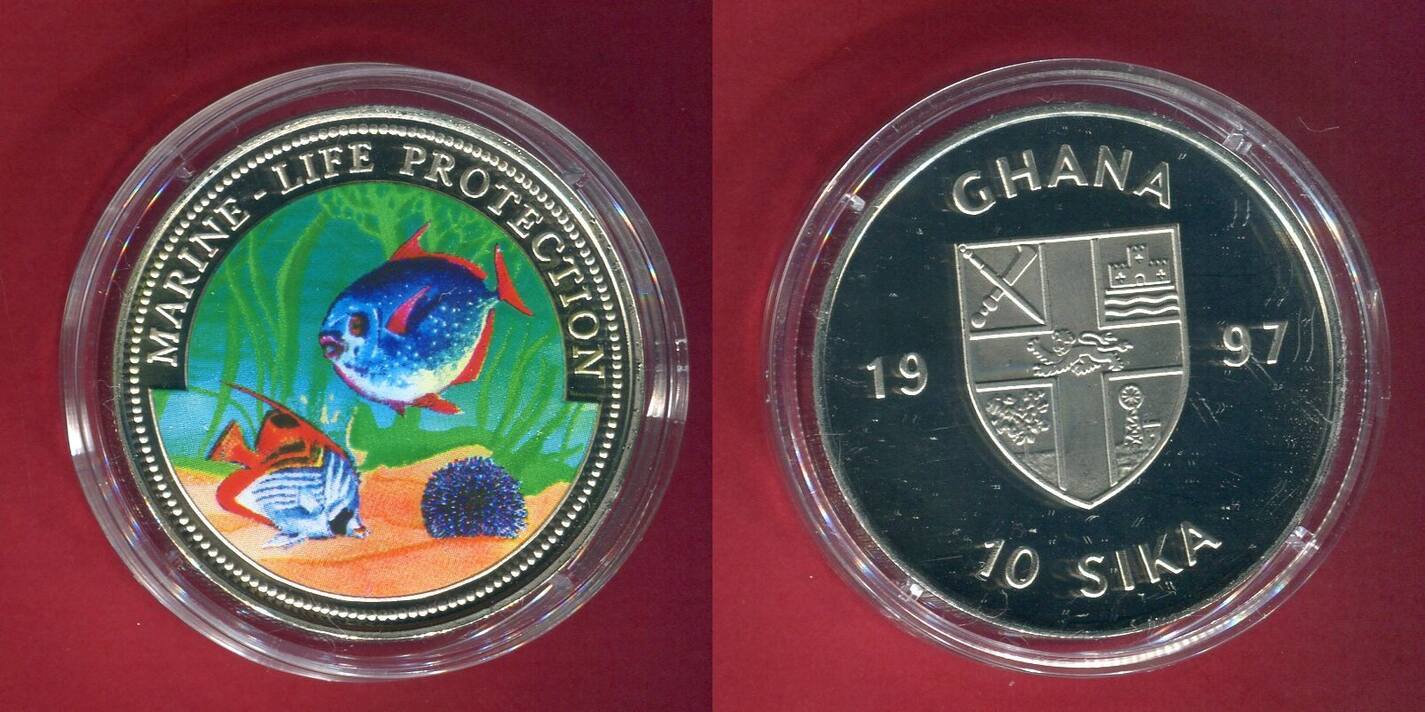 MARINE-LIFE PROTECTION
GHANA
19 97
10 SIKA